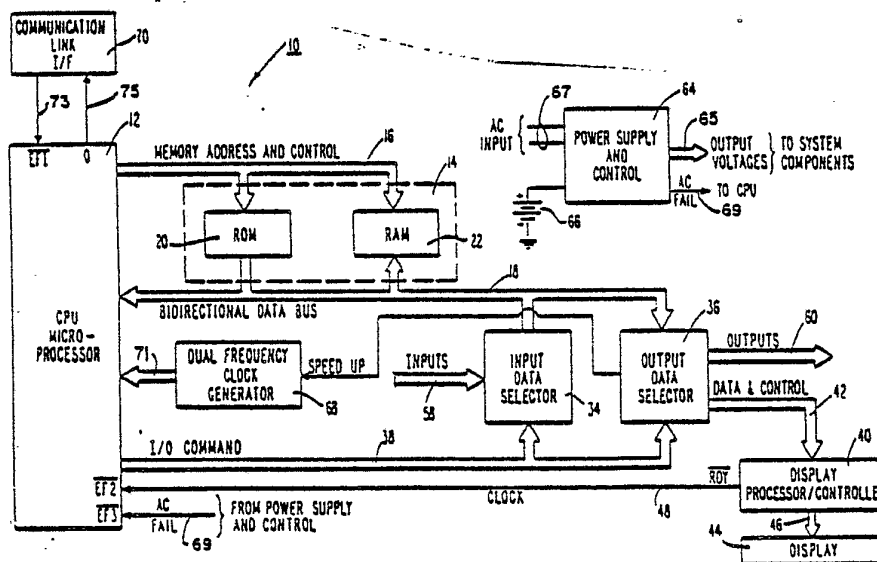 COMMUNICATION
LINK
I/F
70
10
73
75
12
EF1
Q
MEMORY ADDRESS AND CONTROL
16
14
20
ROM
RAM
22
18
BIDIRECTIONAL DATA BUS
CPU
MICRO-
PROCESSOR
71
DUAL FREQUENCY
CLOCK
GENERATOR
68
SPEED UP
INPUTS
58
INPUT
DATA
SELECTOR
34
OUTPUT
DATA
SELECTOR
36
OUTPUTS
60
DATA & CONTROL
42
I/O COMMAND
38
EF2
CLOCK
48
RDY
40
DISPLAY
PROCESSOR/CONTROLLE
46
44
DISPLAY
EF3
AC
FAIL
69
FROM POWER SUPPLY
AND CONTROL
AC
INPUT
67
64
POWER SUPPLY
AND
CONTROL
65
OUTPUT
VOLTAGES
TO SYSTEM
COMPONENTS
AC
FAIL
TO CPU
69
66